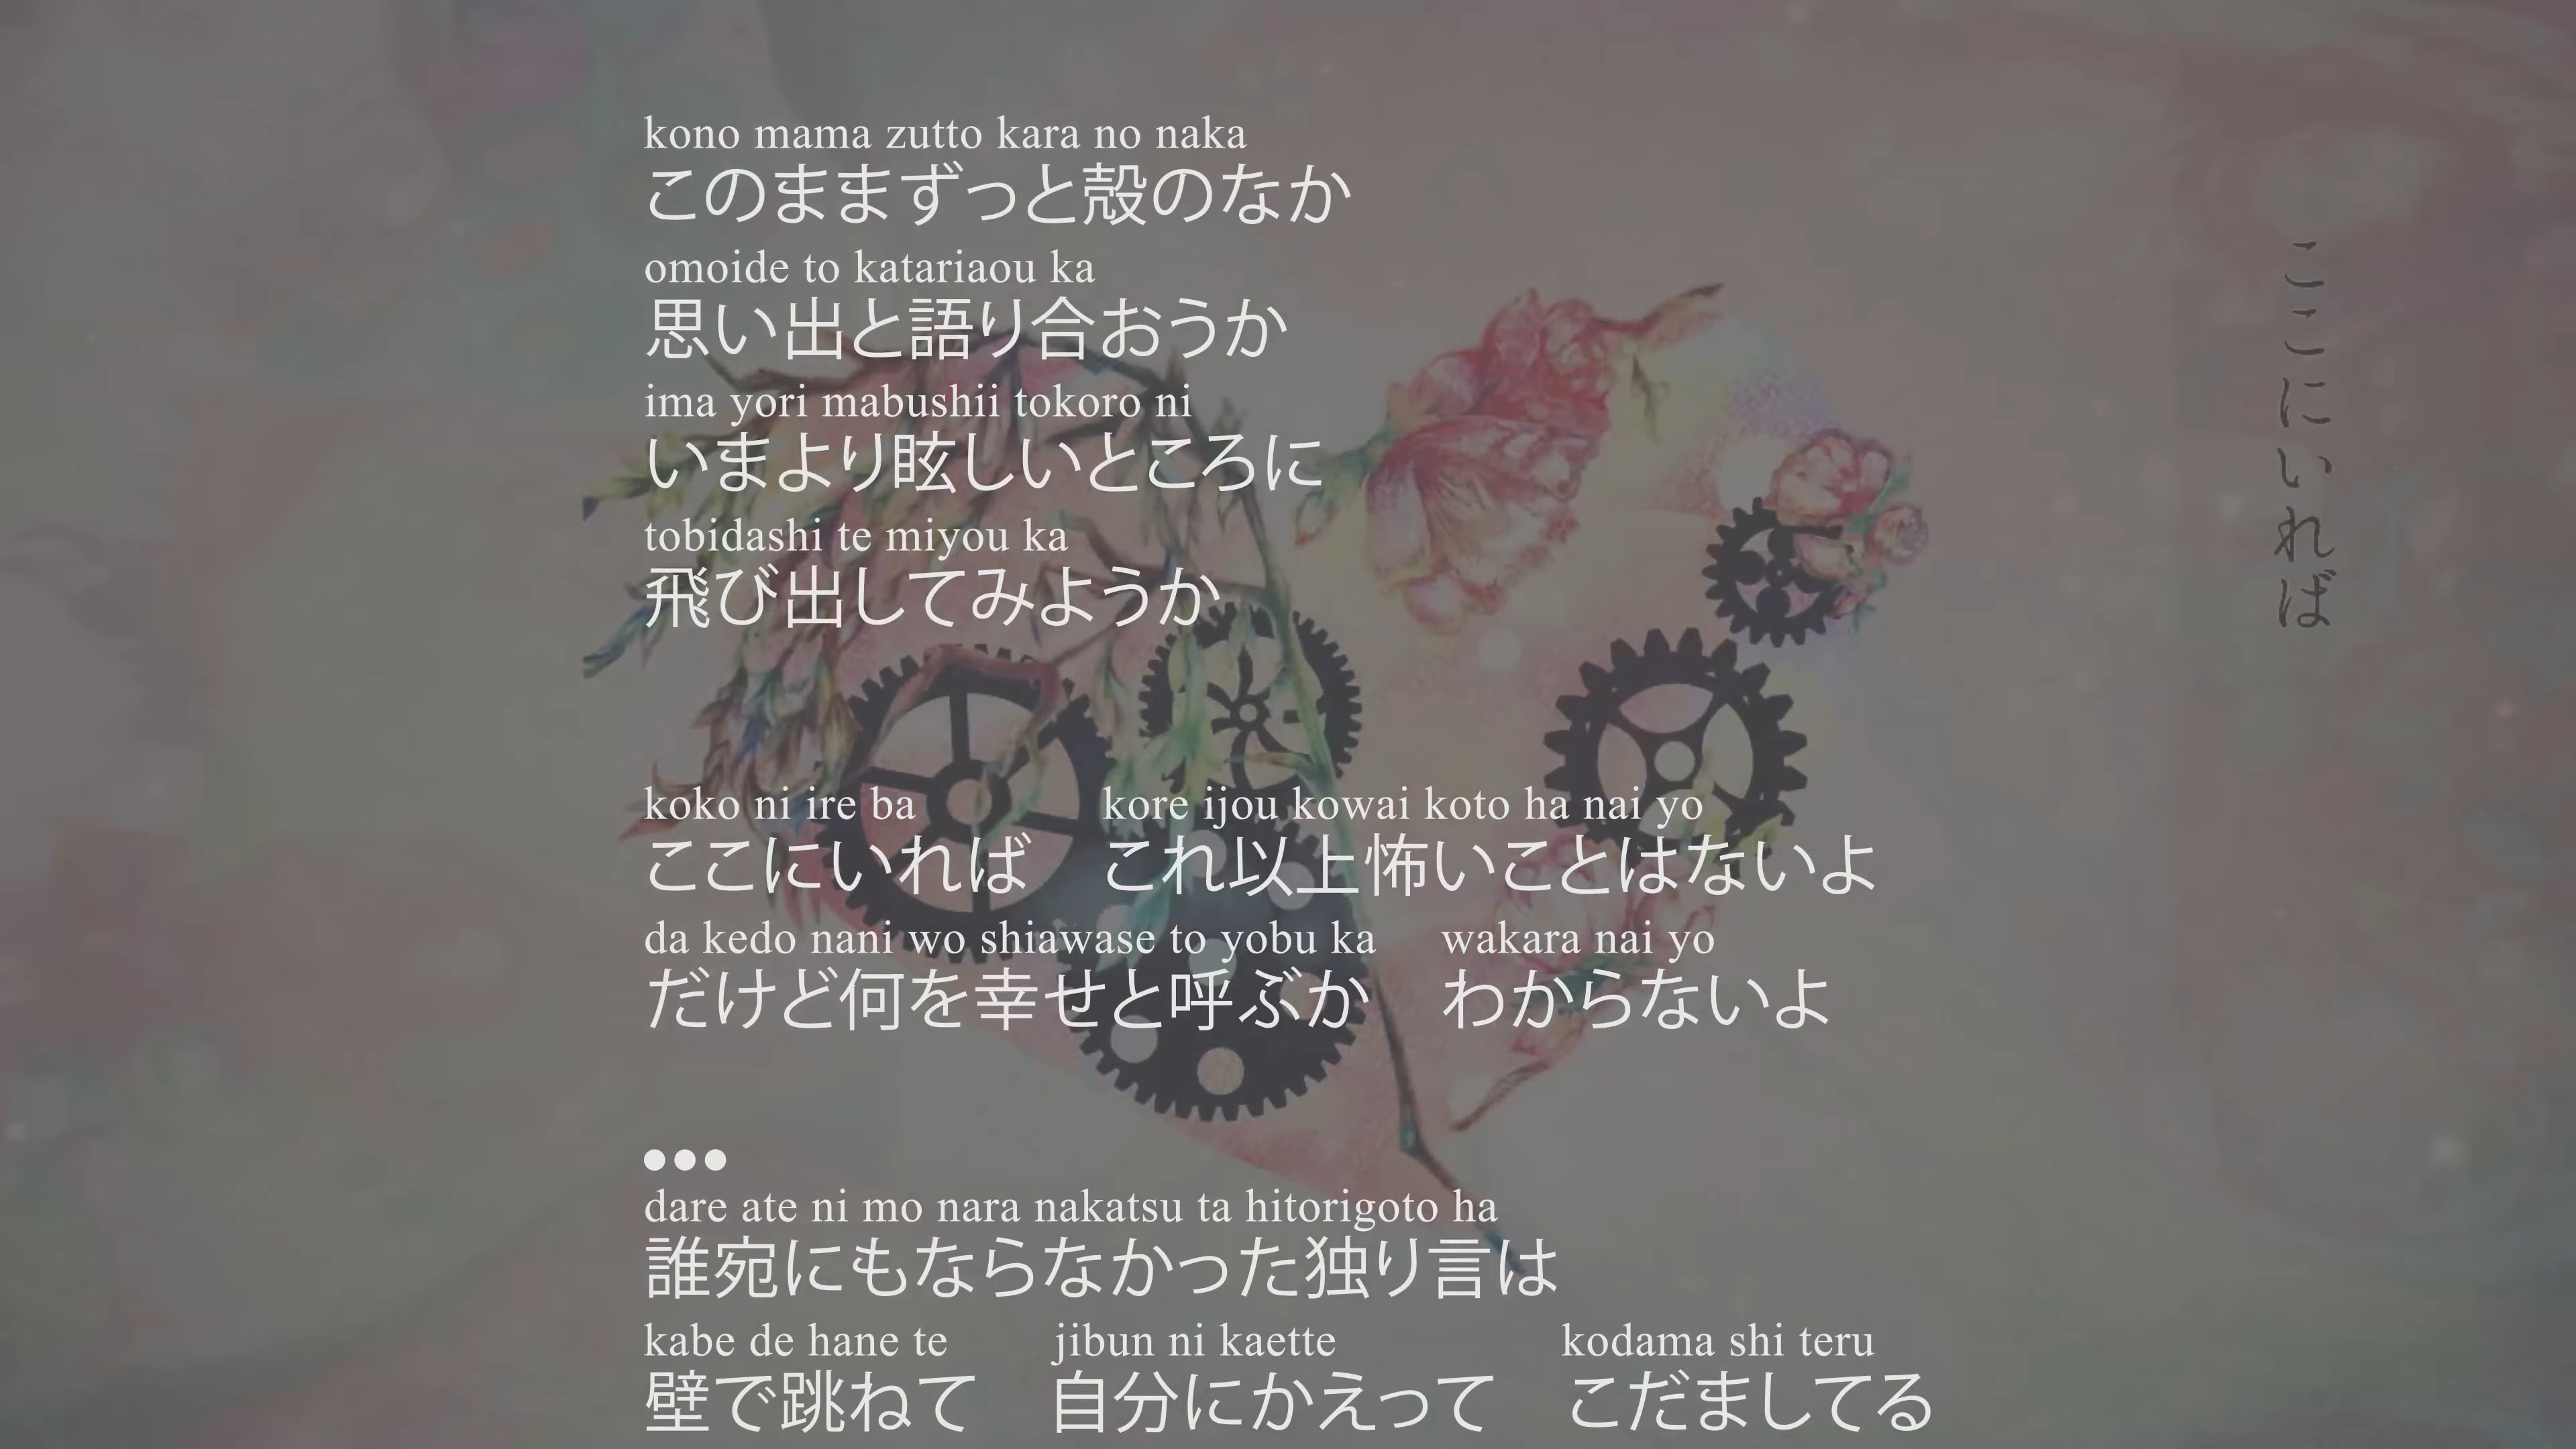 kono mama zutto kara no naka
このままずっと殻のなか
omoide to katariaou ka
思い出と語り合おうか
ima yori mabushii tokoro ni
いまより眩しいところに
tobidashi te miyou ka
飛び出してみようか
koko ni ire ba　kore ijou kowai koto ha nai yo
ここにいれば　これ以上怖いことはないよ
da kedo nani wo shiawase to yobu ka　wakara nai yo
だけど何を幸せと呼ぶか　わからないよ
●●●
dare ate ni mo nara nakatsu ta hitorigoto ha
誰宛にもならなかった独り言は
kabe de hane te　jibun ni kaette　kodama shi teru
壁で跳ねて　自分にかえって　こだましてる
ここにいれば